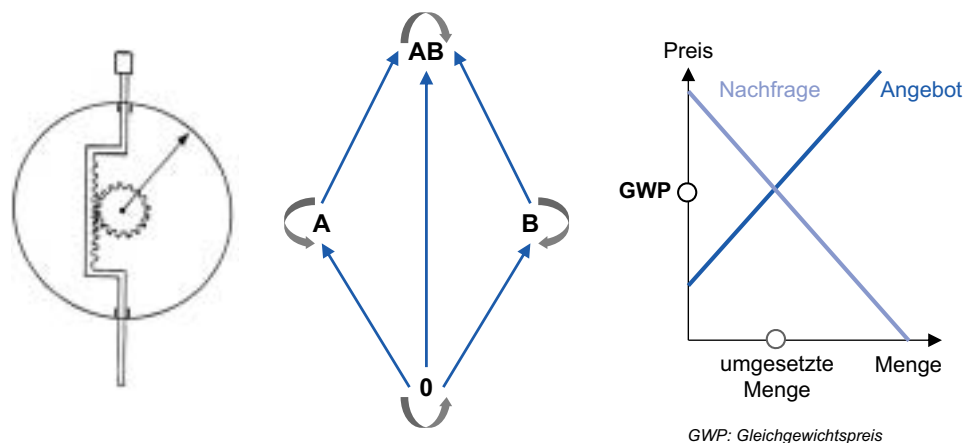 AB
A
B
0
Preis
Nachfrage
Angebot
GWP
umgesetzte
Menge
Menge
GWP: Gleichgewichtspreis